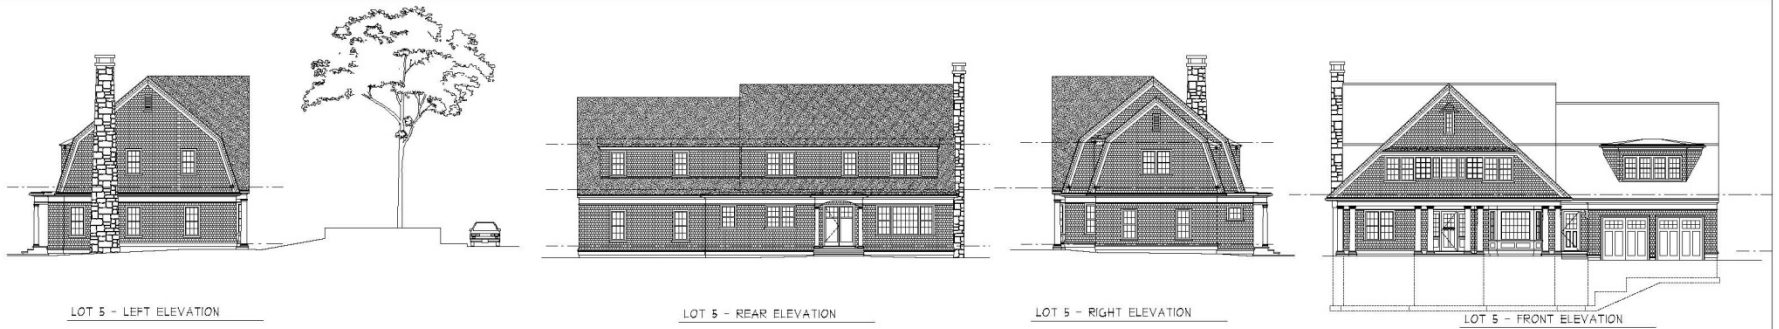 LOT 5 - LEFT ELEVATION
LOT 5 - REAR ELEVATION
LOT 5 - RIGHT ELEVATION
LOT 5 - FRONT ELEVATION